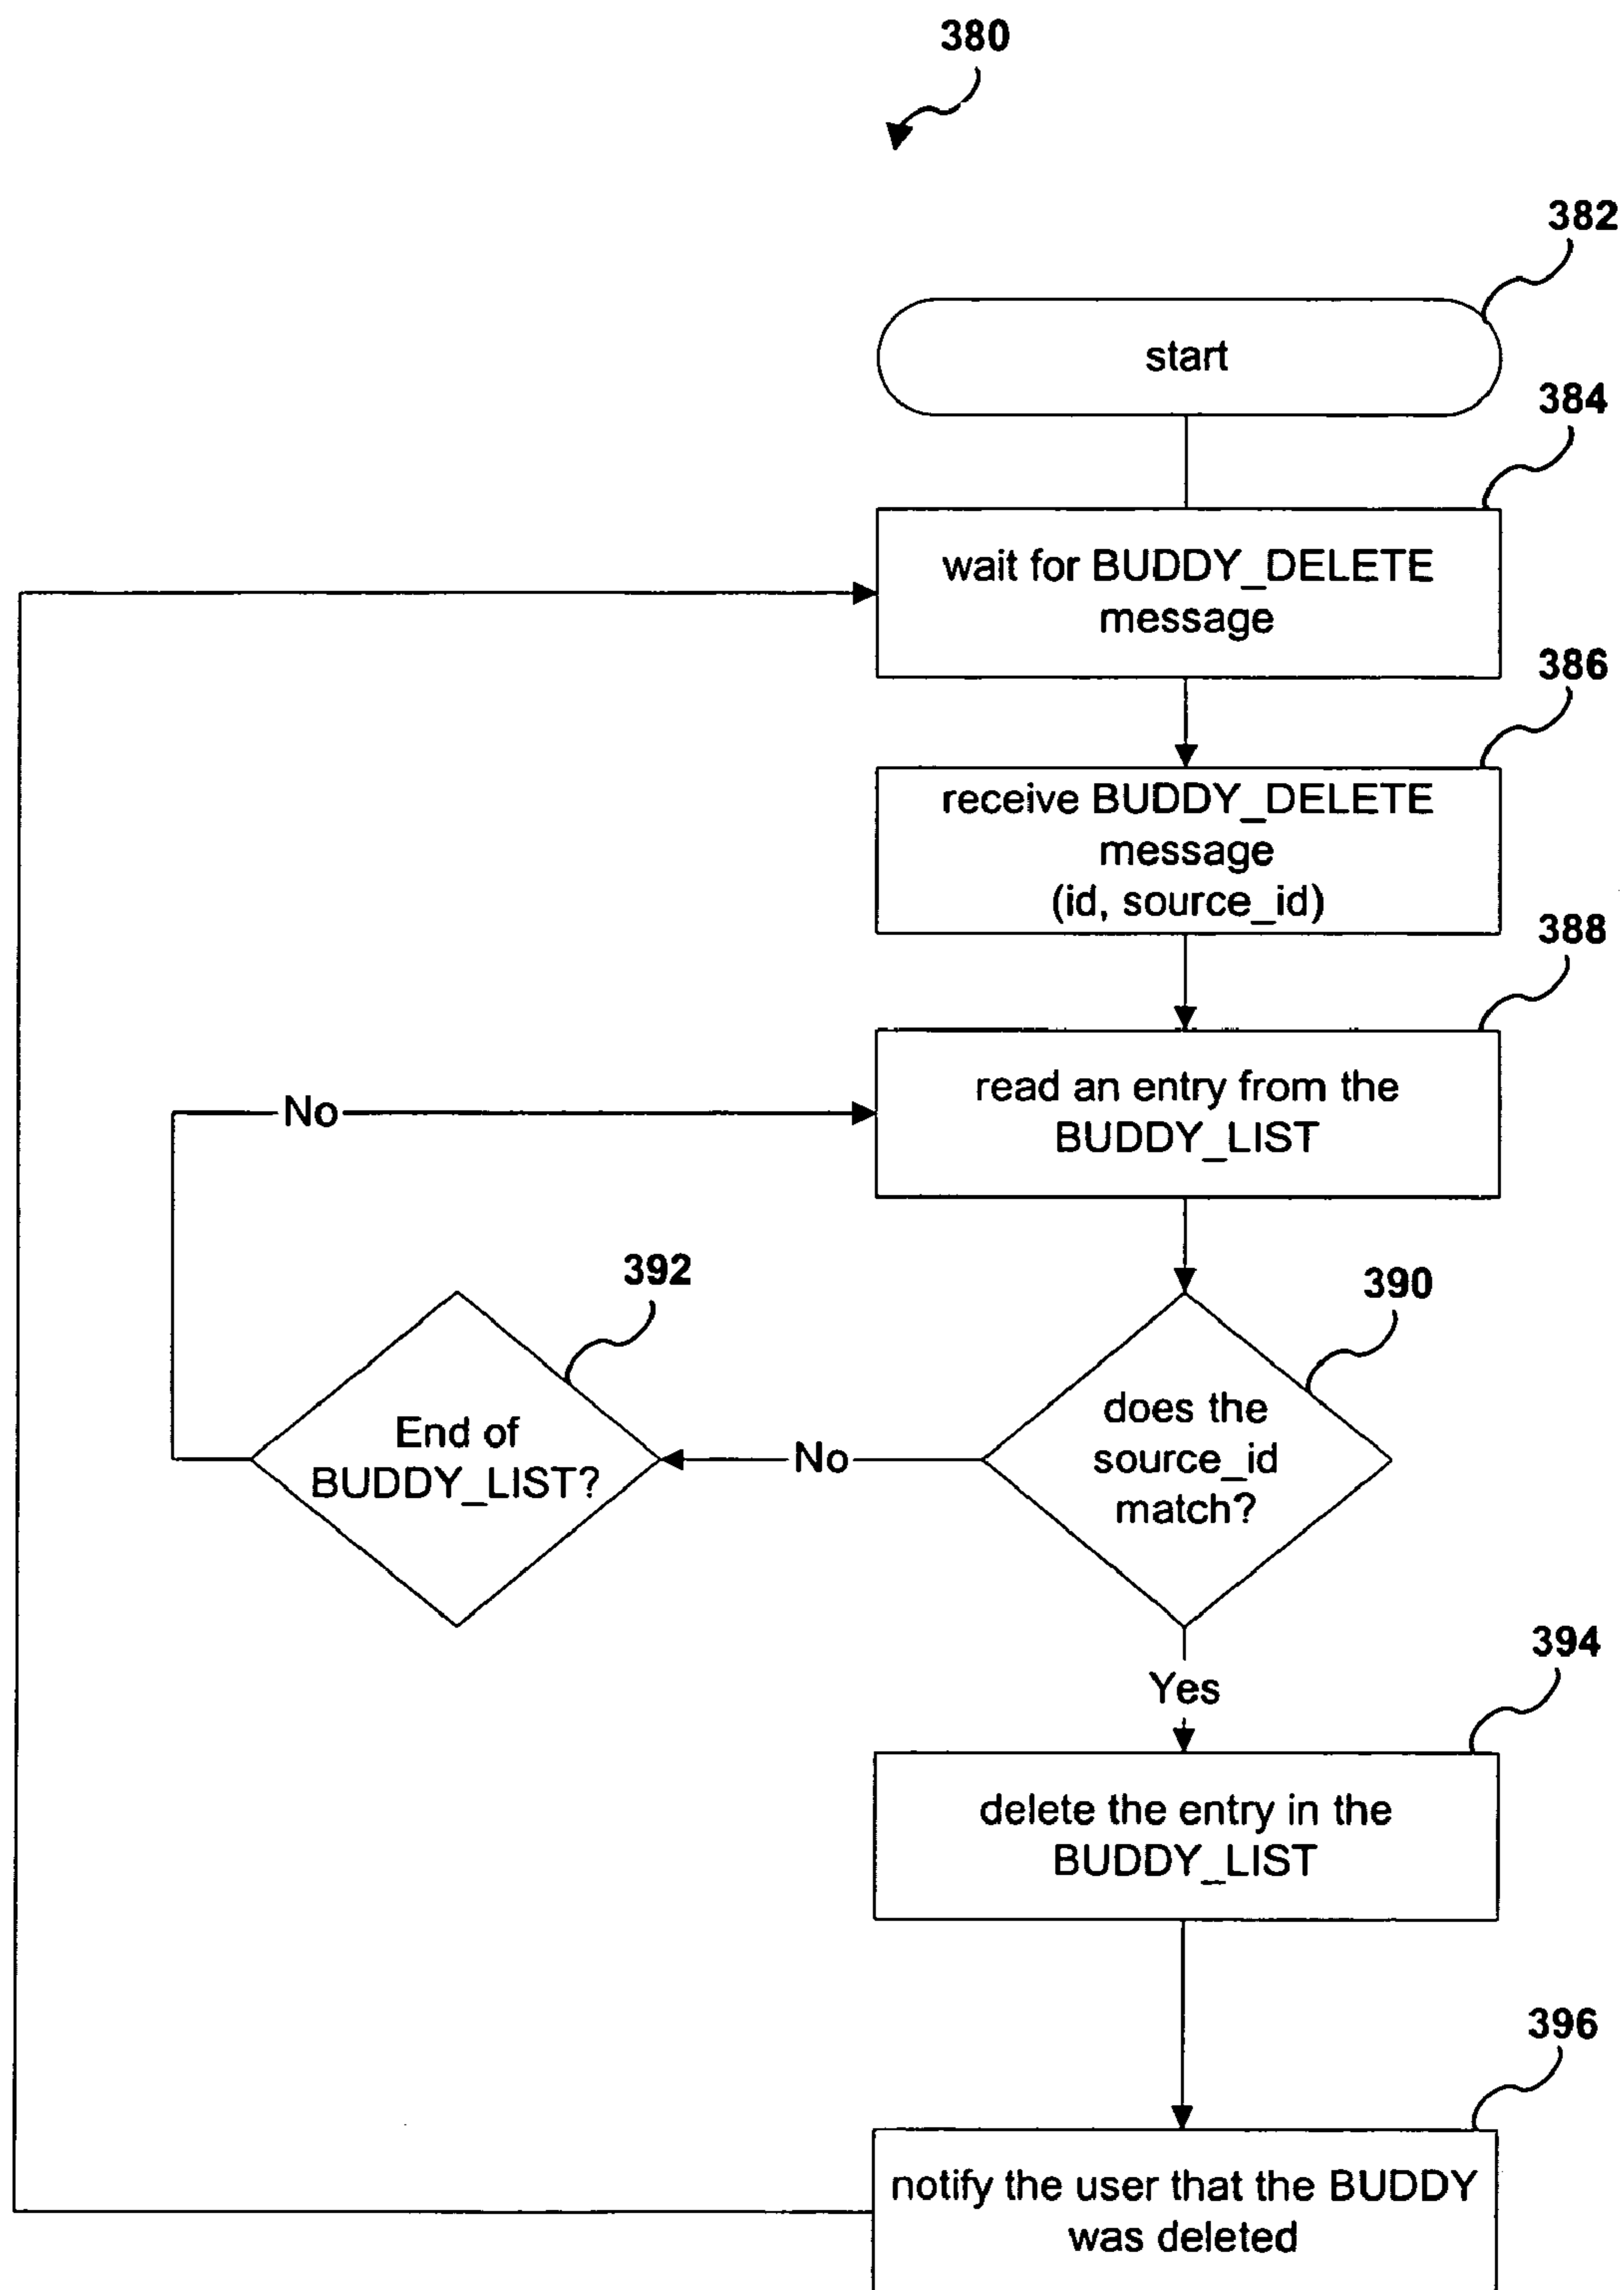 380
382
start
384
wait for BUDDY_DELETE
message
386
receive BUDDY_DELETE
message
(id, source_id)
388
read an entry from the
BUDDY_LIST
No
392
390
End of
BUDDY_LIST?
No
does the
source_id
match?
Yes
394
delete the entry in the
BUDDY_LIST
396
notify the user that the BUDDY
was deleted